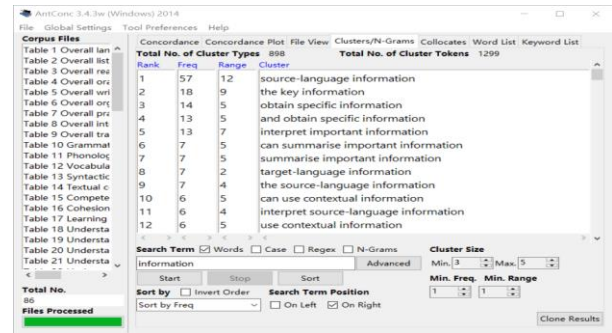 AntConc 3.4.3w (Windows) 2014
File Global Settings Tool Preferences Help
Corpus Files
Table 1 Overall lan
Table 2 Overall list
Table 3 Overall rea
Table 4 Overall ora
Table 5 Overall wri
Table 6 Overall org
Table 7 Overall pra
Table 8 Overall int
Table 9 Overall tra
Table 10 Grammat
Table 11 Phonolog
Table 12 Vocabula
Table 13 Syntactic
Table 14 Textual c
Table 15 Compete
Table 16 Cohesion
Table 17 Learning
Table 18 Understa
Table 19 Understa
Table 20 Understa
Table 21 Understa
Total No.
86
Files Processed
Concordance Concordance Plot File View Clusters/N-Grams Collocates Word List Keyword List
Total No. of Cluster Types 898 Total No. of Cluster Tokens 1299
Rank Freq Range Cluster
1 57 12 source-language information
2 18 9 the key information
3 14 5 obtain specific information
4 13 5 and obtain specific information
5 13 7 interpret important information
6 7 5 can summarise important information
7 7 5 summarise important information
8 7 2 target-language information
9 7 4 the source-language information
10 6 5 can use contextual information
11 6 4 interpret source-language information
12 6 5 use contextual information
Search Term Words Case Regex N-Grams Cluster Size
information Advanced Min. 3 Max. 5
Start Stop Sort Min. Freq. Min. Range
Sort by Invert Order Search Term Position 1 1
Sort by Freq On Left On Right
Clone Results